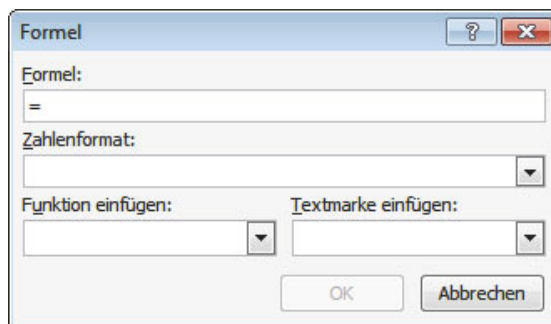 Formel
Formel:
=
Zahlenformat:
Funktion einfügen: Textmarke einfügen:
OK Abbrechen